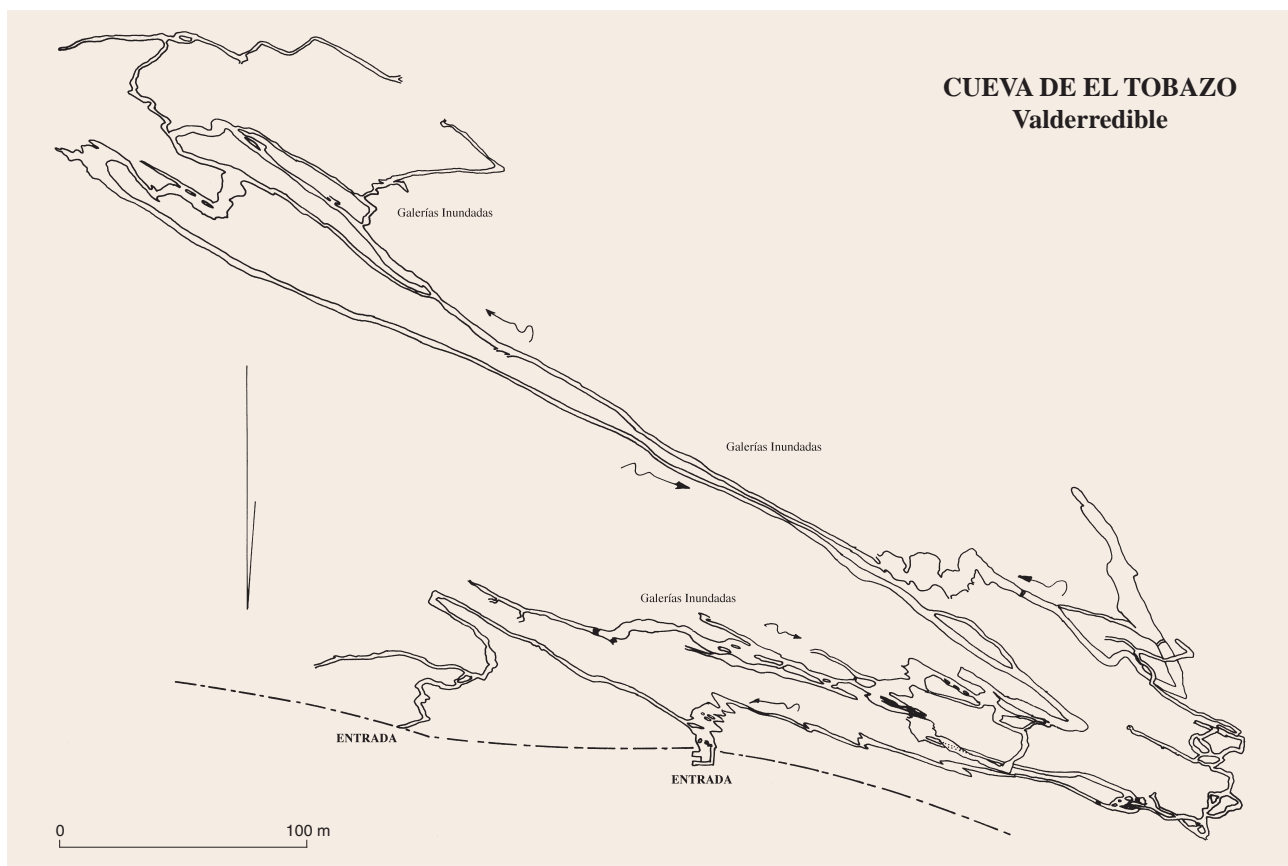 CUEVA DE EL TOBAZO
Valderredible
Galerías Inundadas
Galerías Inundadas
Galerías Inundadas
ENTRADA
ENTRADA
0 100 m